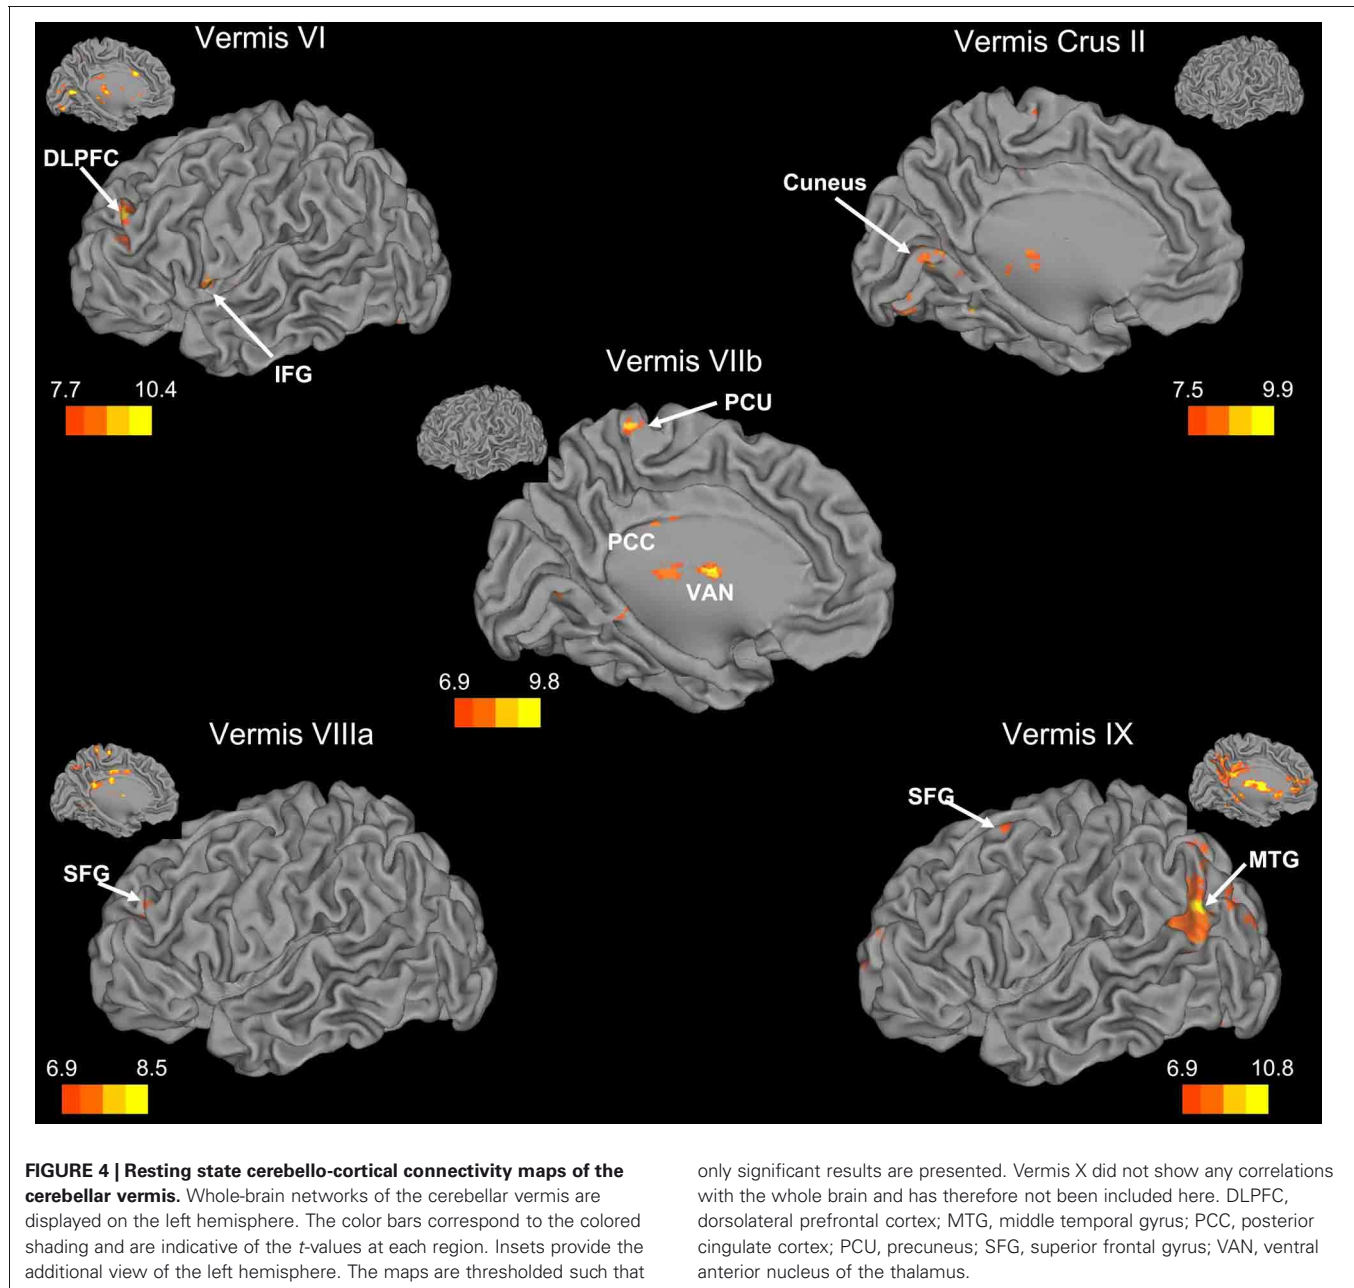 Vermis VI
Vermis Crus II
DLPFC
Cuneus
IFG
7.7 10.4
7.5 9.9
Vermis VIIb
PCU
PCC
VAN
6.9 9.8
Vermis VIIIa
Vermis IX
SFG
SFG
MTG
6.9 8.5
6.9 10.8
FIGURE 4 | Resting state cerebello-cortical connectivity maps of the
cerebellar vermis. Whole-brain networks of the cerebellar vermis are
displayed on the left hemisphere. The color bars correspond to the colored
shading and are indicative of the t-values at each region. Insets provide the
additional view of the left hemisphere. The maps are thresholded such that
only significant results are presented. Vermis X did not show any correlations
with the whole brain and has therefore not been included here. DLPFC,
dorsolateral prefrontal cortex; MTG, middle temporal gyrus; PCC, posterior
cingulate cortex; PCU, precuneus; SFG, superior frontal gyrus; VAN, ventral
anterior nucleus of the thalamus.